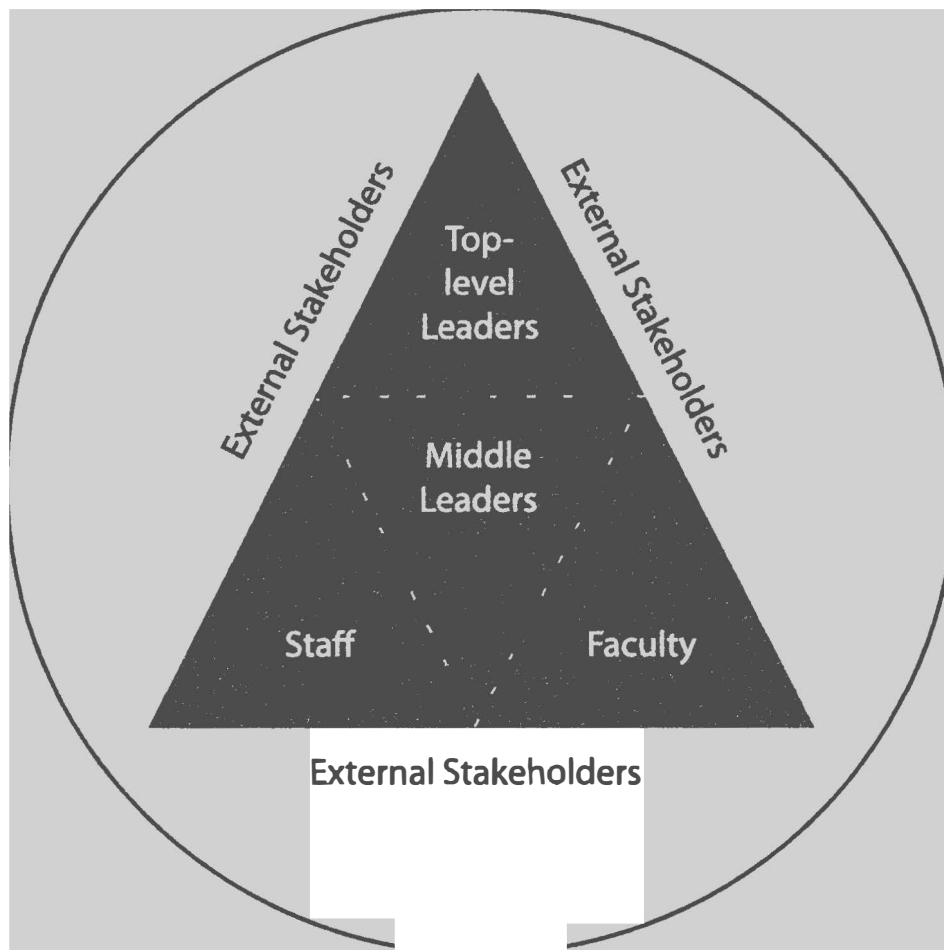 External Stakeholders
External Stakeholders
Top-
level
Leaders
Middle
Leaders
Staff
Faculty
External Stakeholders